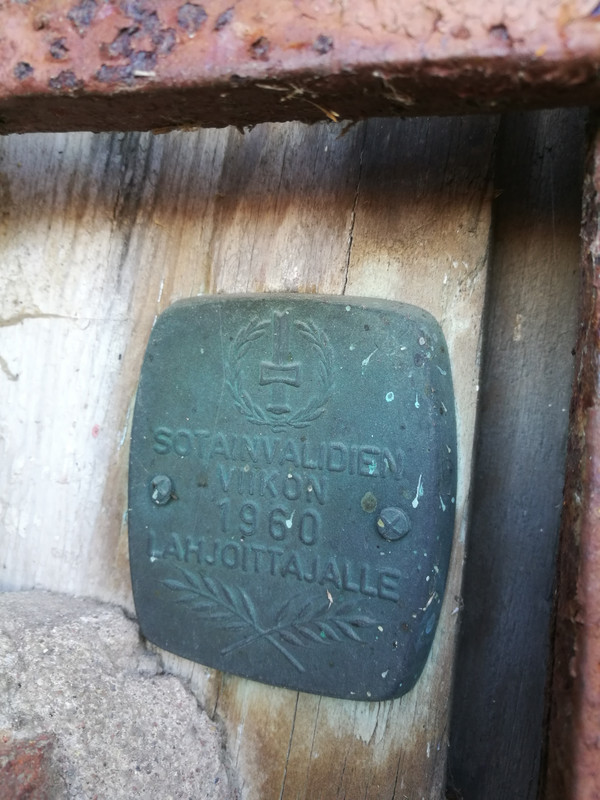 SOTAINVALIDIEN
VIIKON
1960
LAHJOITTAJALLE